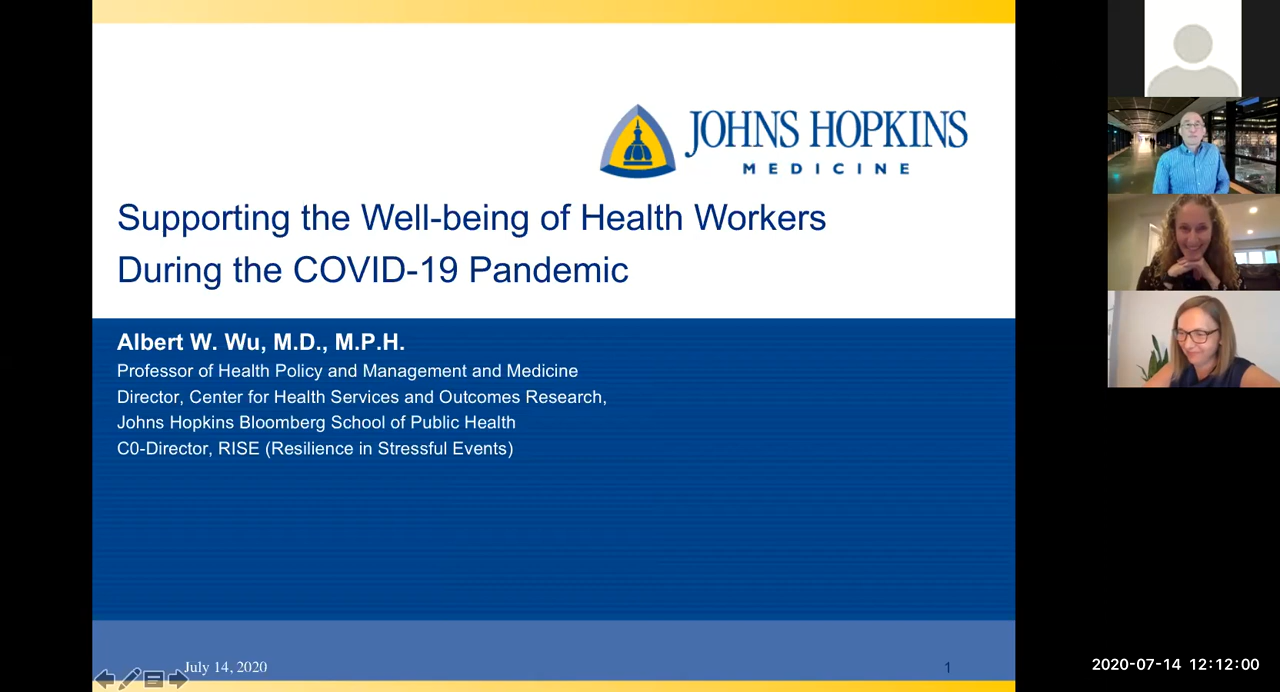 JOHNS HOPKINS
MEDICINE
Supporting the Well-being of Health Workers
During the COVID-19 Pandemic
Albert W. Wu, M.D., M.P.H.
Professor of Health Policy and Management and Medicine
Director, Center for Health Services and Outcomes Research,
Johns Hopkins Bloomberg School of Public Health
C0-Director, RISE (Resilience in Stressful Events)
July 14, 2020
1
2020-07-14 12:12:00